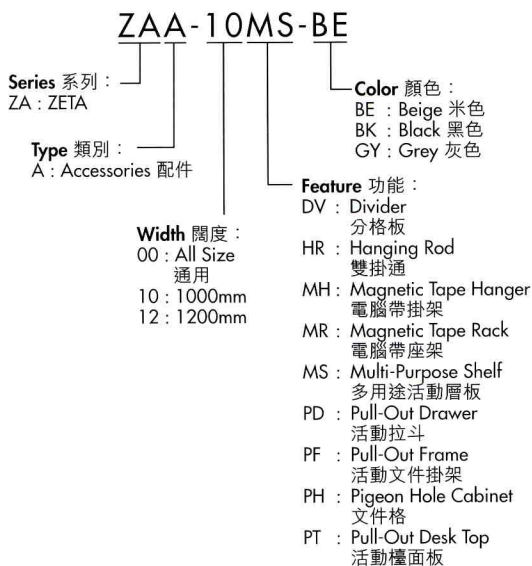 ZAA-10MS-BE
Series 系列：
ZA : ZETA
Type 類別：
A : Accessories 配件
Width 闊度：
00 : All Size
通用
10 : 1000mm
12 : 1200mm
Color 顏色：
BE : Beige 米色
BK : Black 黑色
GY : Grey 灰色
Feature 功能：
DV : Divider
分格板
HR : Hanging Rod
雙掛通
MH : Magnetic Tape Hanger
電腦帶掛架
MR : Magnetic Tape Rack
電腦帶座架
MS : Multi-Purpose Shelf
多用途活動層板
PD : Pull-Out Drawer
活動拉斗
PF : Pull-Out Frame
活動文件掛架
PH : Pigeon Hole Cabinet
文件格
PT : Pull-Out Desk Top
活動檯面板